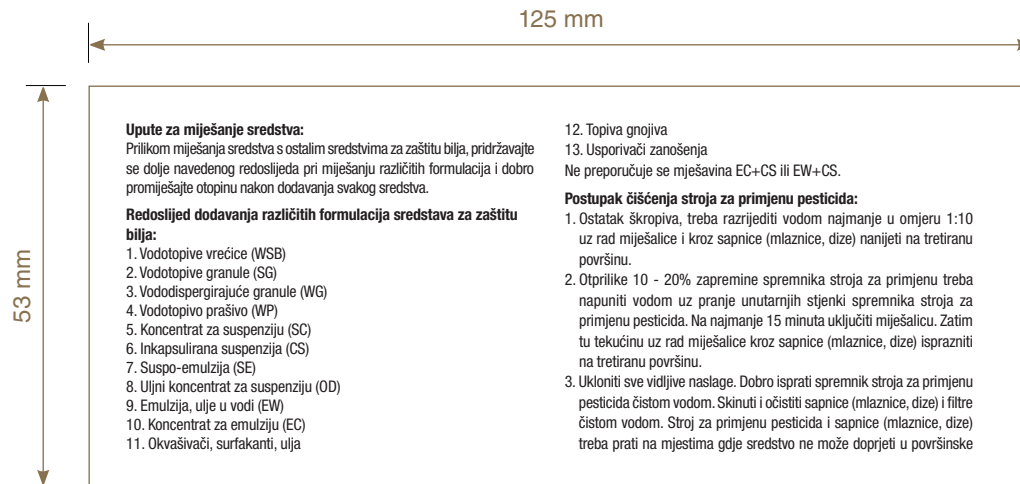 125 mm
53 mm
Upute za miješanje sredstva:
Prilikom miješanja sredstva s ostalim sredstvima za zaštitu bilja, pridržavajte
se dolje navedenog redoslijeda pri miješanju različitih formulacija i dobro
promiješajte otopinu nakon dodavanja svakog sredstva.
Redoslijed dodavanja različitih formulacija sredstava za zaštitu
bilja:
1. Vodotopive vrećice (WSB)
2. Vodotopive granule (SG)
3. Vododispergirajuće granule (WG)
4. Vodotopivo prašivo (WP)
5. Koncentrat za suspenziju (SC)
6. Inkapsulirana suspenzija (CS)
7. Suspo-emulzija (SE)
8. Uljni koncentrat za suspenziju (OD)
9. Emulzija, ulje u vodi (EW)
10. Koncentrat za emulziju (EC)
11. Okvašivači, surfakanti, ulja
12. Topiva gnojiva
13. Usporivači zanošenja
Ne preporučuje se mješavina EC+CS ili EW+CS.
Postupak čišćenja stroja za primjenu pesticida:
1. Ostatak škropiva, treba razrijediti vodom najmanje u omjeru 1:10
uz rad miješalice i kroz sapnice (mlaznice, dize) nanijeti na tretiranu
površinu.
2. Otprilike 10 - 20% zapremine spremnika stroja za primjenu treba
napuniti vodom uz pranje unutarnjih stjenki spremnika stroja za
primjenu pesticida. Na najmanje 15 minuta uključiti miješalicu. Zatim
tu tekućinu uz rad miješalice kroz sapnice (mlaznice, dize) isprazniti
na tretiranu površinu.
3. Ukloniti sve vidljive naslage. Dobro isprati spremnik stroja za primjenu
pesticida čistom vodom. Skinuti i očistiti sapnice (mlaznice, dize) i filtre
čistom vodom. Stroj za primjenu pesticida i sapnice (mlaznice, dize)
treba prati na mjestima gdje sredstvo ne može doprjeti u površinske